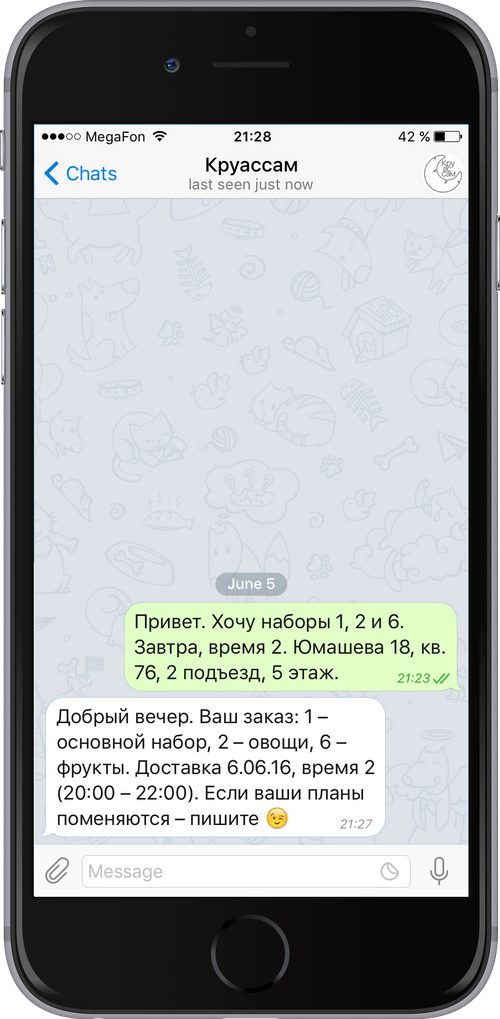 MegaFon 21:28 42 %
Chats Круассам
last seen just now
Кру
ас
сам
June 5
Привет. Хочу наборы 1, 2 и 6.
Завтра, время 2. Юмашева 18, кв.
76, 2 подъезд, 5 этаж. 21:23
Добрый вечер. Ваш заказ: 1 –
основной набор, 2 – овощи, 6 –
фрукты. Доставка 6.06.16, время 2
(20:00 – 22:00). Если ваши планы
поменяются – пишите 😉 21:27
Message